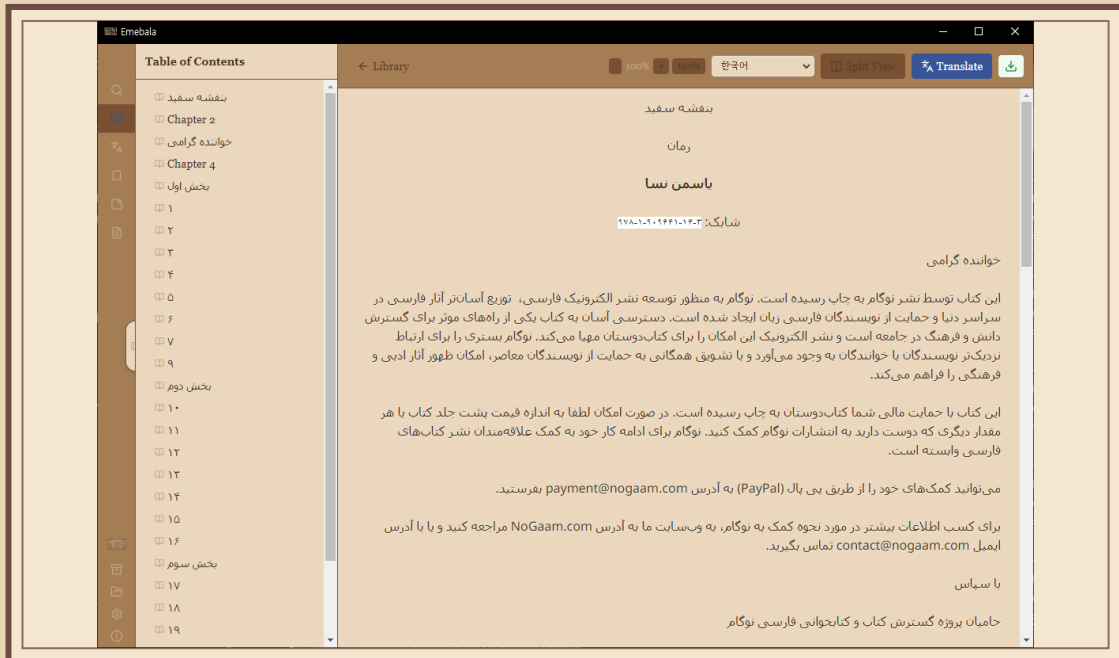 Emebala
Table of Contents
بنفشه سفید
Chapter 2
خواننده گرامی
Chapter 4
بخش اول
۱
۲
۳
۴
۵
۶
۷
۹
بخش دوم
۱۰
۱۱
۱۲
۱۳
۱۴
۱۵
۱۶
بخش سوم
۱۷
۱۸
۱۹
← Library
- 100% + 100%
한국어
Split View
Translate
بنفشه سفید
رمان
یاسمن نسا
شابک: ۹۷۸-۱-۹۰۹۶۴۱-۱۴-۳
خواننده گرامی
این کتاب توسط نشر نوگام به چاپ رسیده است. نوگام به منظور توسعه نشر الکترونیک فارسی، توزیع آسان‌تر آثار فارسی در
سراسر دنیا و حمایت از نویسندگان فارسی زبان ایجاد شده است. دسترسی آسان به کتاب یکی از راه‌های موثر برای گسترش
دانش و فرهنگ در جامعه است و نشر الکترونیک این امکان را برای کتاب‌دوستان مهیا می‌کند. نوگام بستری را برای ارتباط
نزدیک‌تر نویسندگان با خوانندگان به وجود می‌آورد و با تشویق همگانی به حمایت از نویسندگان معاصر، امکان ظهور آثار ادبی و
فرهنگی را فراهم می‌کند.
این کتاب با حمایت مالی شما کتاب‌دوستان به چاپ رسیده است. در صورت امکان لطفا به اندازه قیمت پشت جلد کتاب یا هر
مقدار دیگری که دوست دارید به انتشارات نوگام کمک کنید. نوگام برای ادامه کار خود به کمک علاقه‌مندان نشر کتاب‌های
فارسی وابسته است.
می‌توانید کمک‌های خود را از طریق پی پال (PayPal) به آدرس payment@nogaam.com بفرستید.
برای کسب اطلاعات بیشتر در مورد نحوه کمک به نوگام، به وب‌سایت ما به آدرس NoGaam.com مراجعه کنید و یا با آدرس
ایمیل contact@nogaam.com تماس بگیرید.
با سپاس
حامیان پروژه گسترش کتاب و کتابخوانی فارسی نوگام